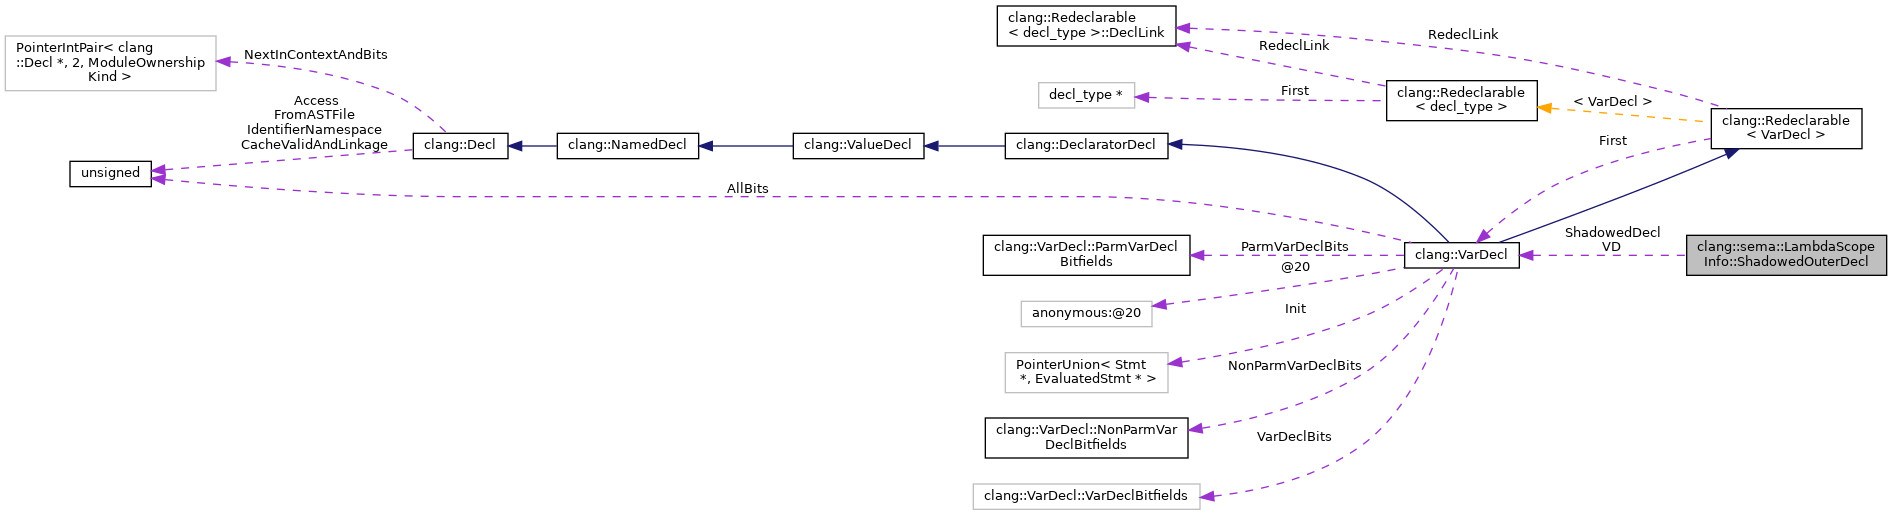 clang::Redeclarable
< decl_type >::DeclLink
RedeclLink
PointerIntPair< clang
::Decl *, 2, ModuleOwnership
Kind >
NextInContextAndBits
RedeclLink
decl_type *
First
clang::Redeclarable
< decl_type >
< VarDecl >
clang::Redeclarable
< VarDecl >
Access
FromASTFile
IdentifierNamespace
CacheValidAndLinkage
clang::Decl
clang::NamedDecl
clang::ValueDecl
clang::DeclaratorDecl
First
unsigned
AllBits
clang::VarDecl::ParmVarDecl
Bitfields
ParmVarDeclBits
clang::VarDecl
ShadowedDecl
VD
clang::sema::LambdaScope
Info::ShadowedOuterDecl
@20
anonymous:@20
Init
PointerUnion< Stmt
*, EvaluatedStmt * >
NonParmVarDeclBits
clang::VarDecl::NonParmVar
DeclBitfields
VarDeclBits
clang::VarDecl::VarDeclBitfields